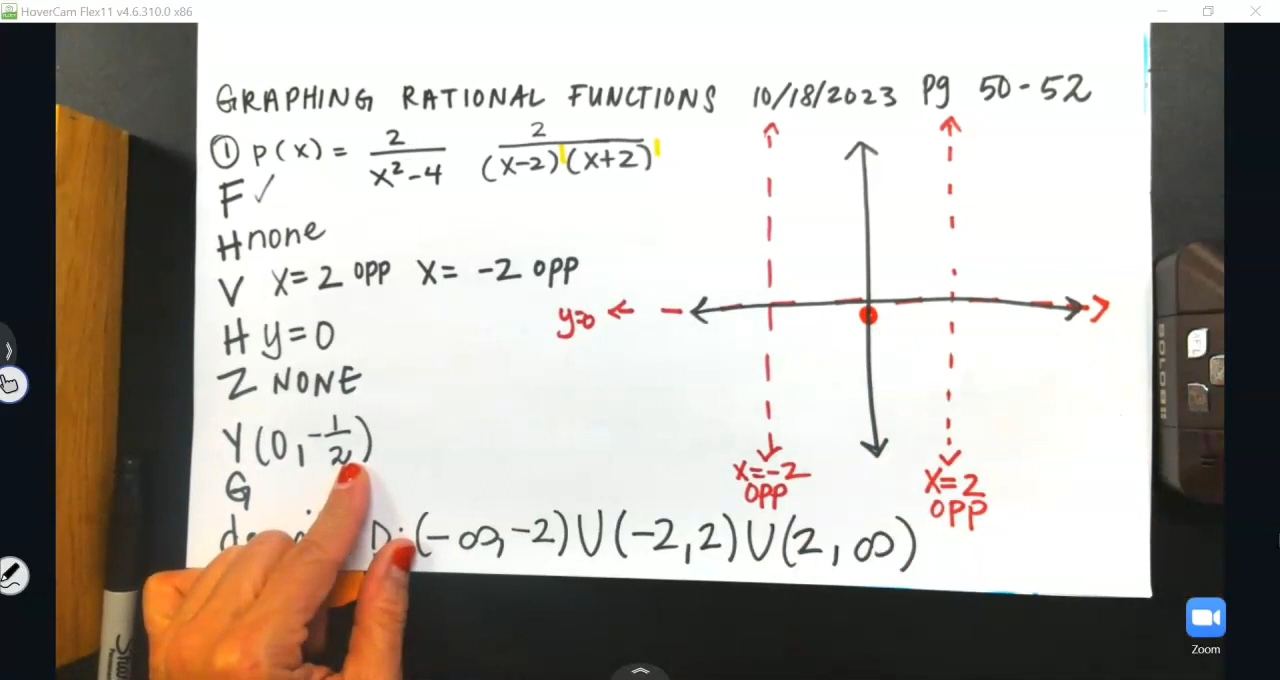 HoverCam Flex11 v4.6.310.0 x86
GRAPHING RATIONAL FUNCTIONS 10/18/2023 Pg 50-52
① P(x) = 2/(x²-4) 2/((x-2)(x+2))
F ✓
H none
V x=2 OPP x=-2 OPP
H y=0
Z NONE
Y (0, -1/2)
G
D: (-∞,-2)∪(-2,2)∪(2,∞)
y=0
x=-2
OPP
x=2
OPP
Zoom